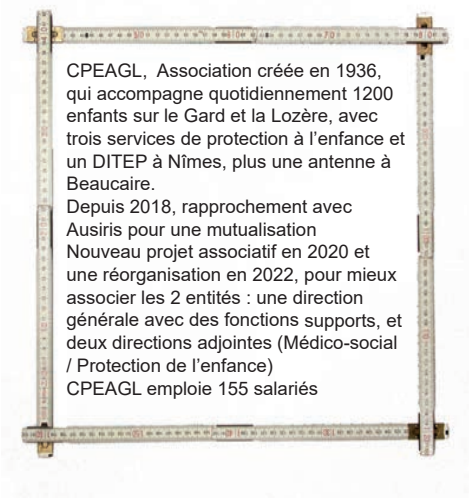 CPEAGL, Association créée en 1936,
qui accompagne quotidiennement 1200
enfants sur le Gard et la Lozère, avec
trois services de protection à l’enfance et
un DITEP à Nîmes, plus une antenne à
Beaucaire.
Depuis 2018, rapprochement avec
Ausiris pour une mutualisation
Nouveau projet associatif en 2020 et
une réorganisation en 2022, pour mieux
associer les 2 entités : une direction
générale avec des fonctions supports, et
deux directions adjointes (Médico-social
/ Protection de l’enfance)
CPEAGL emploie 155 salariés